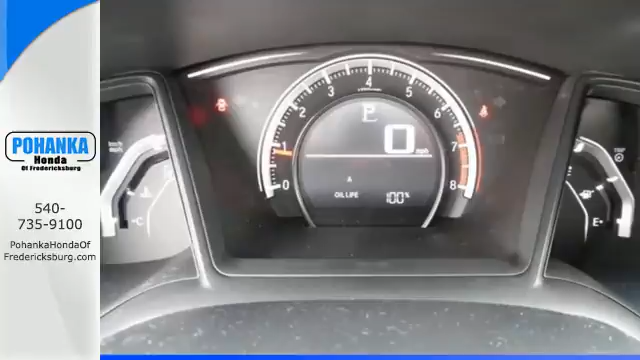 POHANKA
Honda
Of Fredericksburg
540-
735-9100
PohankaHondaOf
Fredericksburg.com
P
0 mph
A
OIL LIFE 100%
0
1
2
3
4
5
6
7
8
C
TRIP
E